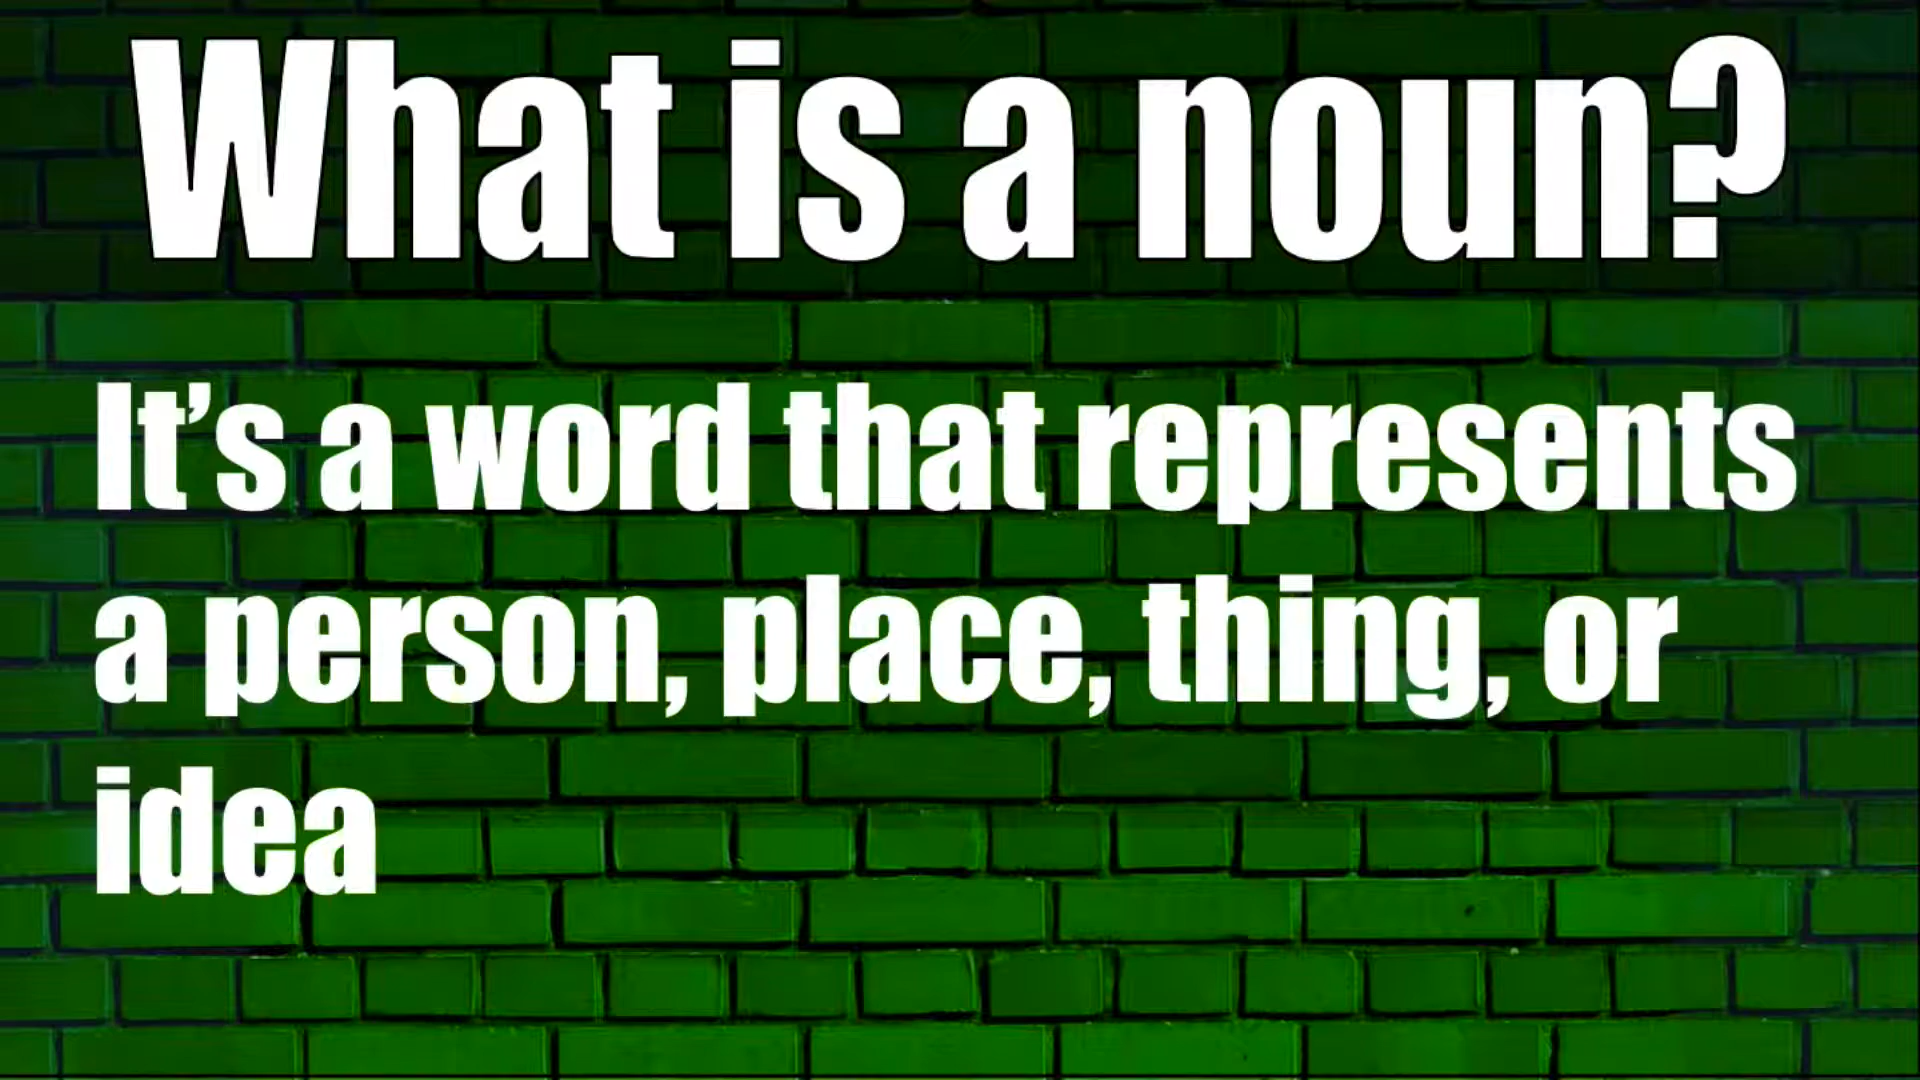 What is a noun?
It’s a word that represents
a person, place, thing, or
idea